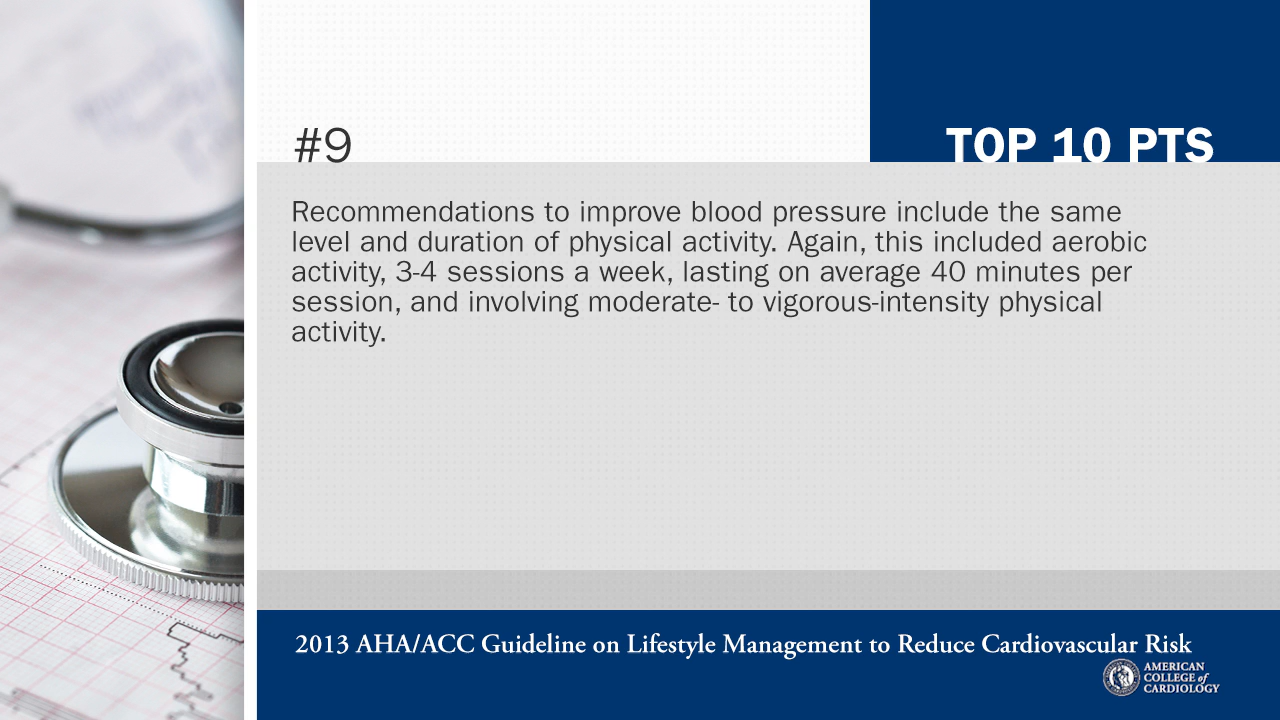 #9
TOP 10 PTS
Recommendations to improve blood pressure include the same
level and duration of physical activity. Again, this included aerobic
activity, 3-4 sessions a week, lasting on average 40 minutes per
session, and involving moderate- to vigorous-intensity physical
activity.
2013 AHA/ACC Guideline on Lifestyle Management to Reduce Cardiovascular Risk
AMERICAN
COLLEGE of
CARDIOLOGY